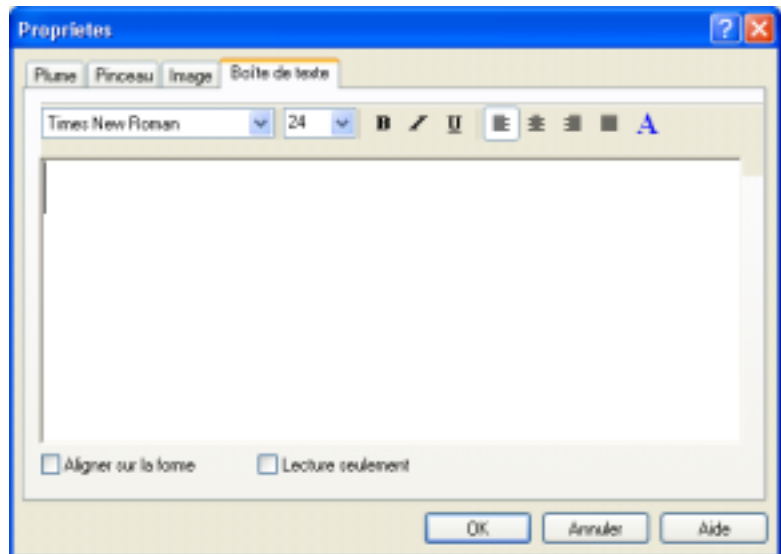 Proprietes
Plume Pinceau Image Boîte de texte
Times New Roman 24 B I U A
Aligner sur la forme Lecture seulement
OK Annuler Aide